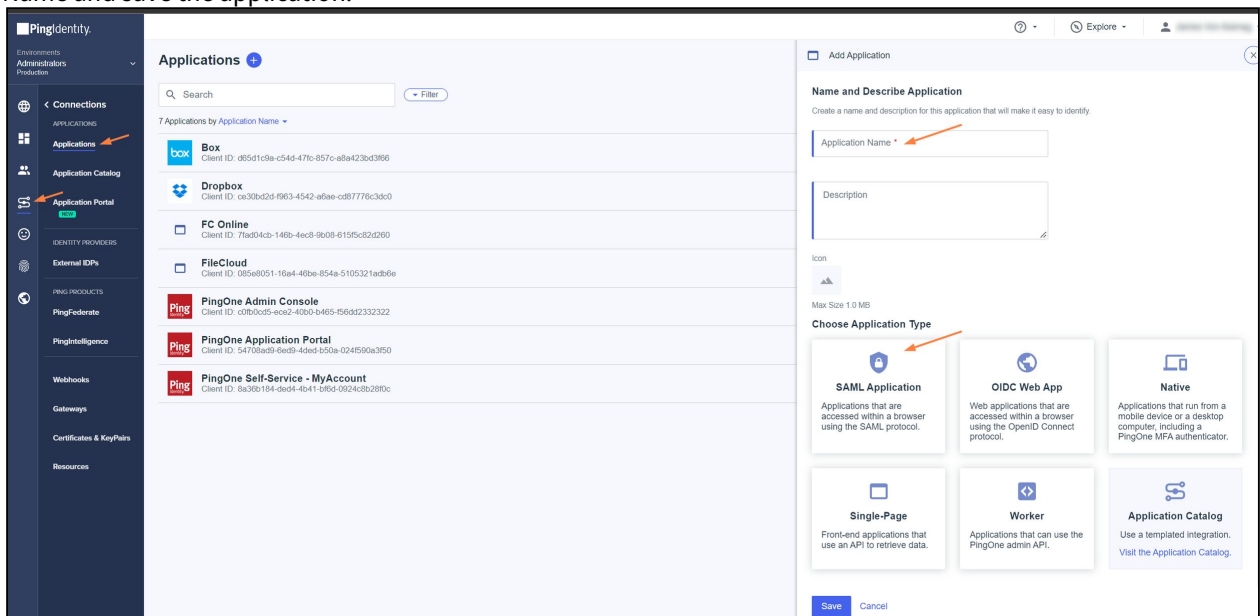 Name and save the application.
PingIdentity.
Environments
Administrators
Production
Explore
Connections
APPLICATIONS
Applications
Application Catalog
Application Portal
NEW
IDENTITY PROVIDERS
External IDPs
PING PRODUCTS
PingFederate
PingIntelligence
Webhooks
Gateways
Certificates & KeyPairs
Resources
Applications
Search
Filter
7 Applications by Application Name
box
Box
Client ID: d65d1c9a-c54d-47fc-857c-a8a423bd3f66
Dropbox
Client ID: ce30bd2d-f963-4542-a6ae-cd87776c3dc0
FC Online
Client ID: 7fad04cb-146b-4ec8-9b08-615f5c82d260
FileCloud
Client ID: 085e8051-16a4-46be-854a-5105321adb6e
Ping
Identity
PingOne Admin Console
Client ID: c0fb0cd5-ece2-40b0-b465-f56dd2332322
Ping
Identity
PingOne Application Portal
Client ID: 54708ad9-6ed9-4ded-b50a-024f590a3f50
Ping
Identity
PingOne Self-Service - MyAccount
Client ID: 8a36b184-ded4-4b41-bf6d-0924c8b28f0c
Add Application
Name and Describe Application
Create a name and description for this application that will make it easy to identify.
Application Name *
Description
Icon
Max Size 1.0 MB
Choose Application Type
SAML Application
Applications that are
accessed within a browser
using the SAML protocol.
OIDC Web App
Web applications that are
accessed within a browser
using the OpenID Connect
protocol.
Native
Applications that run from a
mobile device or a desktop
computer, including a
PingOne MFA authenticator.
Single-Page
Front-end applications that
use an API to retrieve data.
Worker
Applications that can use the
PingOne admin API.
Application Catalog
Use a templated integration.
Visit the Application Catalog.
Save
Cancel